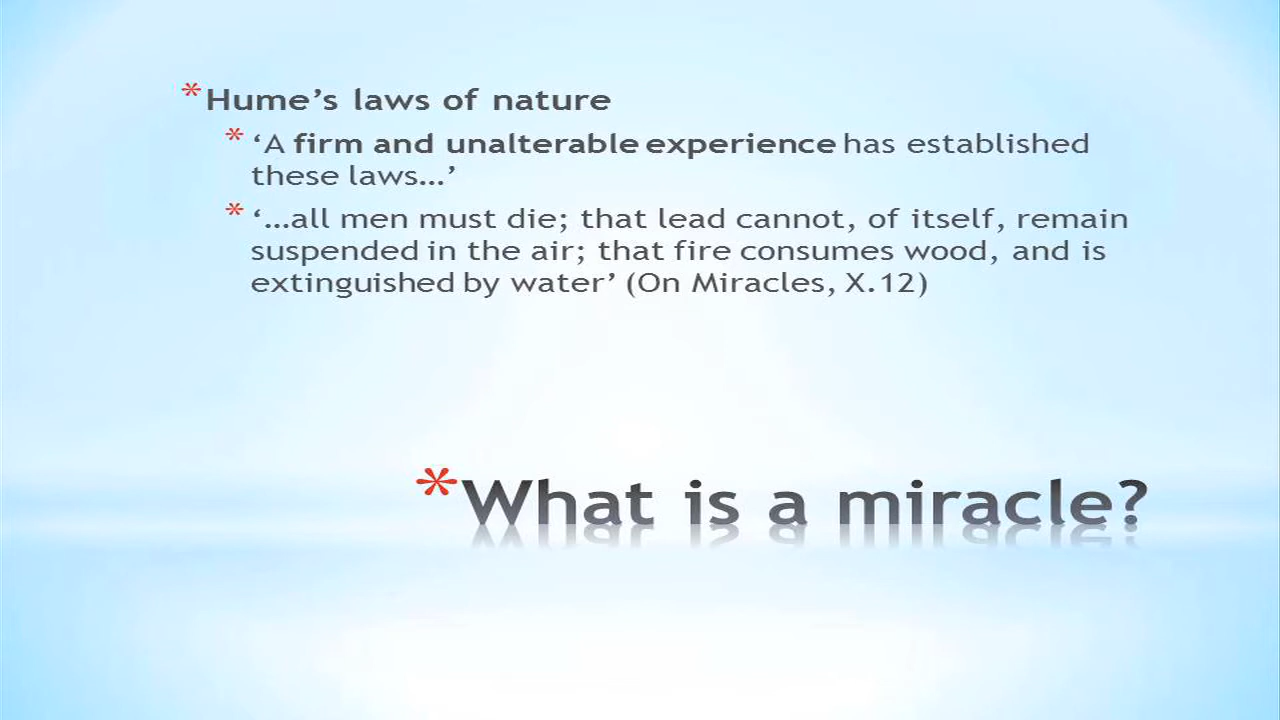 *Hume’s laws of nature
*‘A firm and unalterable experience has established
these laws…’
*‘…all men must die; that lead cannot, of itself, remain
suspended in the air; that fire consumes wood, and is
extinguished by water’ (On Miracles, X.12)
*What is a miracle?